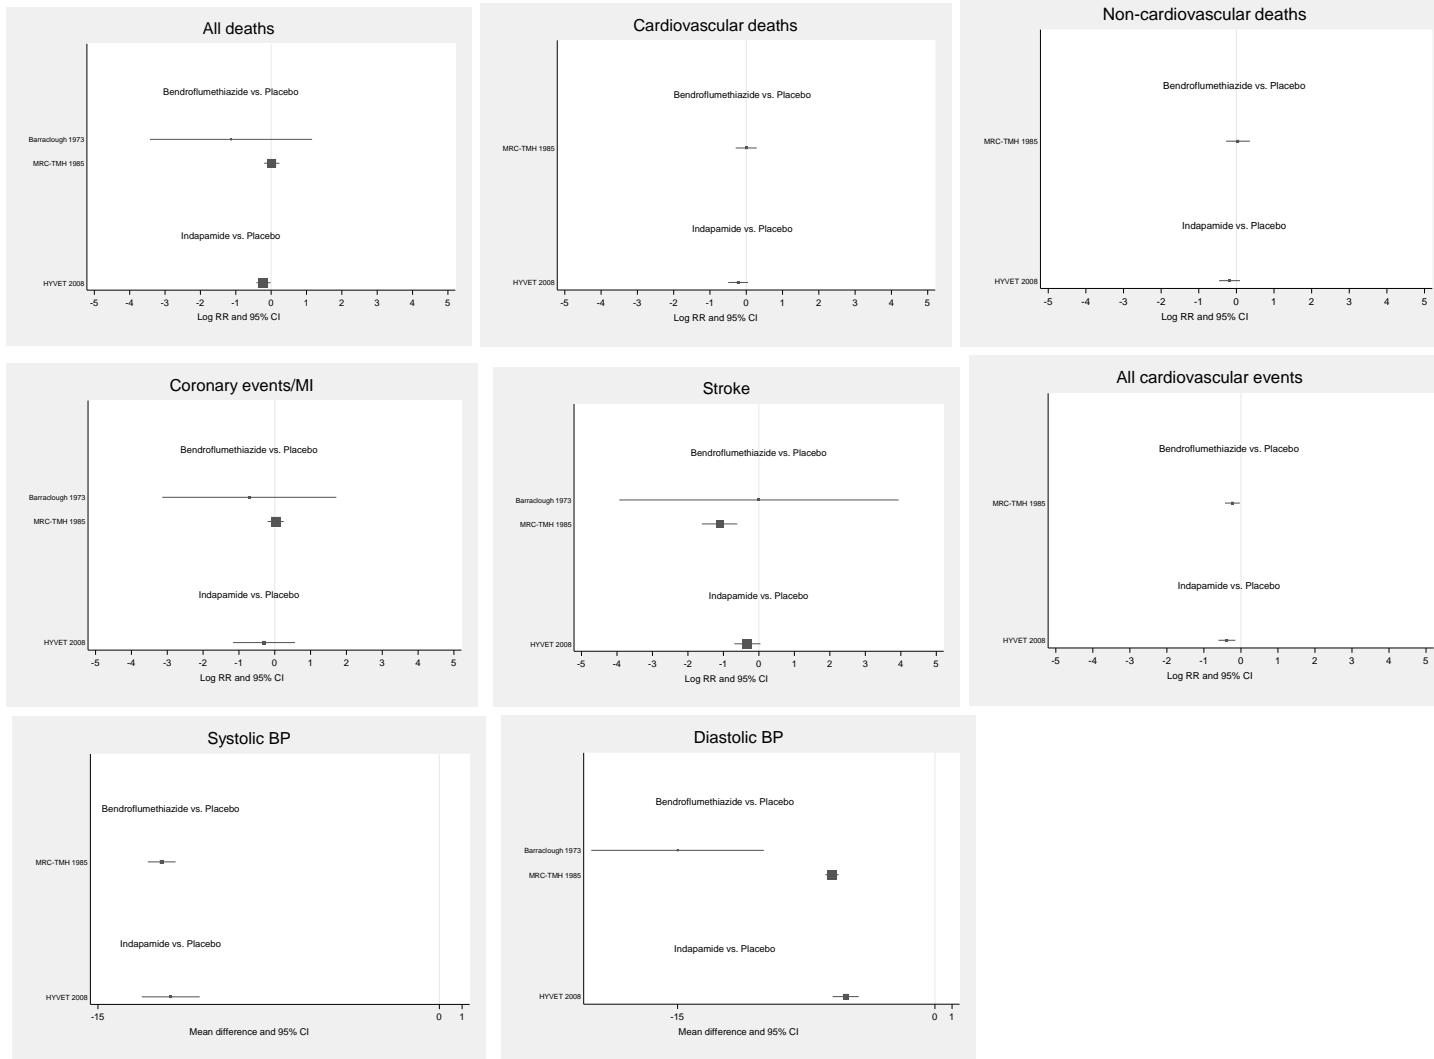 All deaths
Bendroflumethiazide vs. Placebo
Barraclough 1973
MRC-TMH 1985
Indapamide vs. Placebo
HYVET 2008
-5 -4 -3 -2 -1 0 1 2 3 4 5
Log RR and 95% CI
Cardiovascular deaths
Bendroflumethiazide vs. Placebo
MRC-TMH 1985
Indapamide vs. Placebo
HYVET 2008
-5 -4 -3 -2 -1 0 1 2 3 4 5
Log RR and 95% CI
Non-cardiovascular deaths
Bendroflumethiazide vs. Placebo
MRC-TMH 1985
Indapamide vs. Placebo
HYVET 2008
-5 -4 -3 -2 -1 0 1 2 3 4 5
Log RR and 95% CI
Coronary events/MI
Bendroflumethiazide vs. Placebo
Barraclough 1973
MRC-TMH 1985
Indapamide vs. Placebo
HYVET 2008
-5 -4 -3 -2 -1 0 1 2 3 4 5
Log RR and 95% CI
Stroke
Bendroflumethiazide vs. Placebo
Barraclough 1973
MRC-TMH 1985
Indapamide vs. Placebo
HYVET 2008
-5 -4 -3 -2 -1 0 1 2 3 4 5
Log RR and 95% CI
All cardiovascular events
Bendroflumethiazide vs. Placebo
MRC-TMH 1985
Indapamide vs. Placebo
HYVET 2008
-5 -4 -3 -2 -1 0 1 2 3 4 5
Log RR and 95% CI
Systolic BP
Bendroflumethiazide vs. Placebo
MRC-TMH 1985
Indapamide vs. Placebo
HYVET 2008
-15 0 1
Mean difference and 95% CI
Diastolic BP
Bendroflumethiazide vs. Placebo
Barraclough 1973
MRC-TMH 1985
Indapamide vs. Placebo
HYVET 2008
-15 0 1
Mean difference and 95% CI